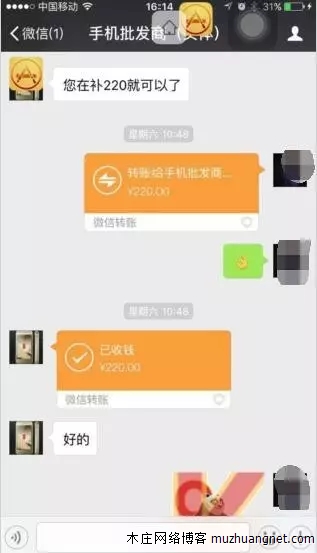 中国移动 16:14 31%
微信(1) 手机批发商
您在补220就可以了
星期六 10:48
转账给手机批发商...
¥220.00
微信转账
星期六 10:48
已收钱
¥220.00
微信转账
好的
木庄网络博客 muzhuangnet.com